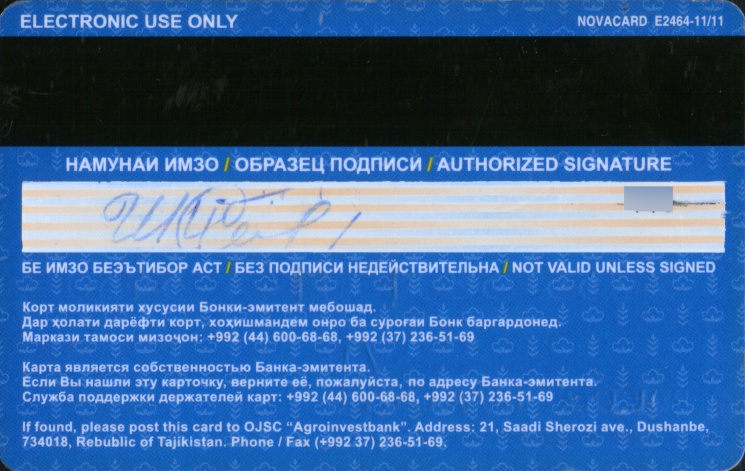 ELECTRONIC USE ONLY NOVACARD E2464-11/11
НАМУНАИ ИМЗО / ОБРАЗЕЦ ПОДПИСИ / AUTHORIZED SIGNATURE
БЕ ИМЗО БЕЭЪТИБОР АСТ / БЕЗ ПОДПИСИ НЕДЕЙСТВИТЕЛЬНА / NOT VALID UNLESS SIGNED
Корт моликияти хусусии Бонки-эмитент мебошад.
Дар ҳолати дарёфти корт, хоҳишмандем онро ба суроғаи Бонк баргардонед.
Маркази тамоси мизоҷон: +992 (44) 600-68-68, +992 (37) 236-51-69
Карта является собственностью Банка-эмитента.
Если Вы нашли эту карточку, верните её, пожалуйста, по адресу Банка-эмитента.
Служба поддержки держателей карт: +992 (44) 600-68-68, +992 (37) 236-51-69
If found, please post this card to OJSC “Agroinvestbank”. Address: 21, Saadi Sherozi ave., Dushanbe,
734018, Rebublic of Tajikistan. Phone / Fax (+992 37) 236-51-69.